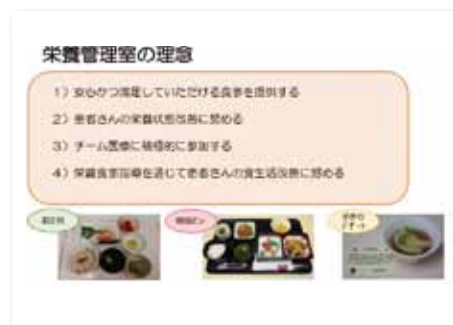 栄養管理室の理念
1）安心かつ満足していただける食事を提供する
2）患者さんの栄養状態改善に努める
3）チーム医療に積極的に参加する
4）栄養食事指導を通じて患者さんの食生活改善に努める